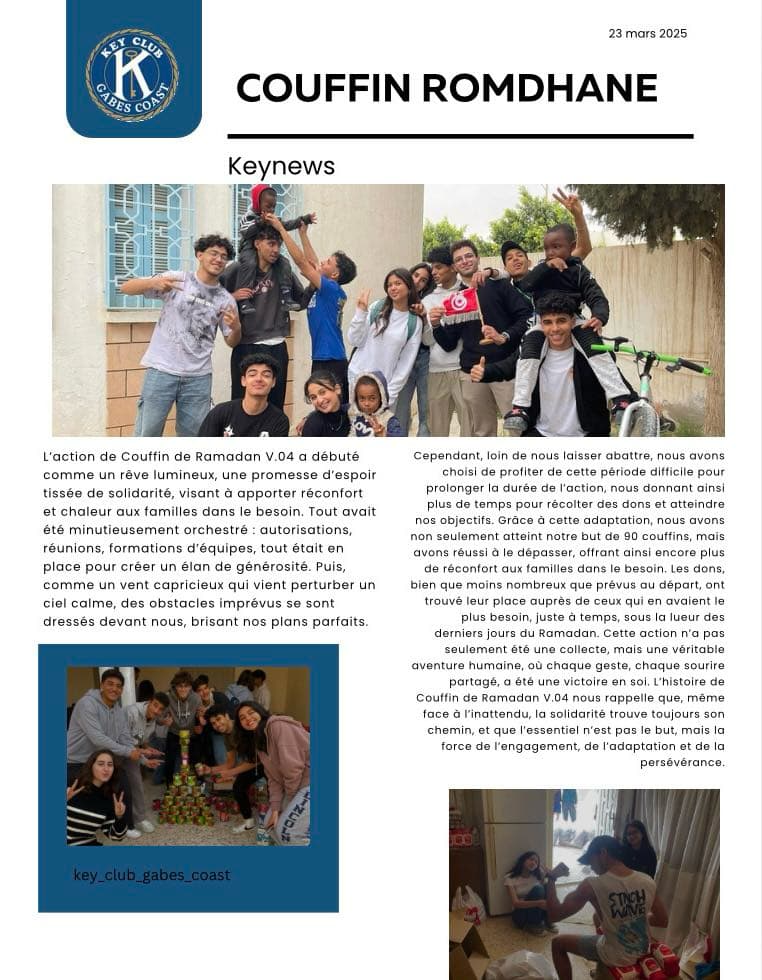 23 mars 2025
KEY CLUB
K
GABES COAST
COUFFIN ROMDHANE
Keynews
L'action de Couffin de Ramadan V.04 a débuté
comme un rêve lumineux, une promesse d'espoir
tissée de solidarité, visant à apporter réconfort
et chaleur aux familles dans le besoin. Tout avait
été minutieusement orchestré : autorisations,
réunions, formations d'équipes, tout était en
place pour créer un élan de générosité. Puis,
comme un vent capricieux qui vient perturber un
ciel calme, des obstacles imprévus se sont
dressés devant nous, brisant nos plans parfaits.
Cependant, loin de nous laisser abattre, nous avons
choisi de profiter de cette période difficile pour
prolonger la durée de l'action, nous donnant ainsi
plus de temps pour récolter des dons et atteindre
nos objectifs. Grâce à cette adaptation, nous avons
non seulement atteint notre but de 90 couffins, mais
avons réussi à le dépasser, offrant ainsi encore plus
de réconfort aux familles dans le besoin. Les dons,
bien que moins nombreux que prévus au départ, ont
trouvé leur place auprès de ceux qui en avaient le
plus besoin, juste à temps, sous la lueur des
derniers jours du Ramadan. Cette action n'a pas
seulement été une collecte, mais une véritable
aventure humaine, où chaque geste, chaque sourire
partagé, a été une victoire en soi. L'histoire de
Couffin de Ramadan V.04 nous rappelle que, même
face à l'inattendu, la solidarité trouve toujours son
chemin, et que l'essentiel n'est pas le but, mais la
force de l'engagement, de l'adaptation et de la
persévérance.
LINCOLN
key_club_gabes_coast